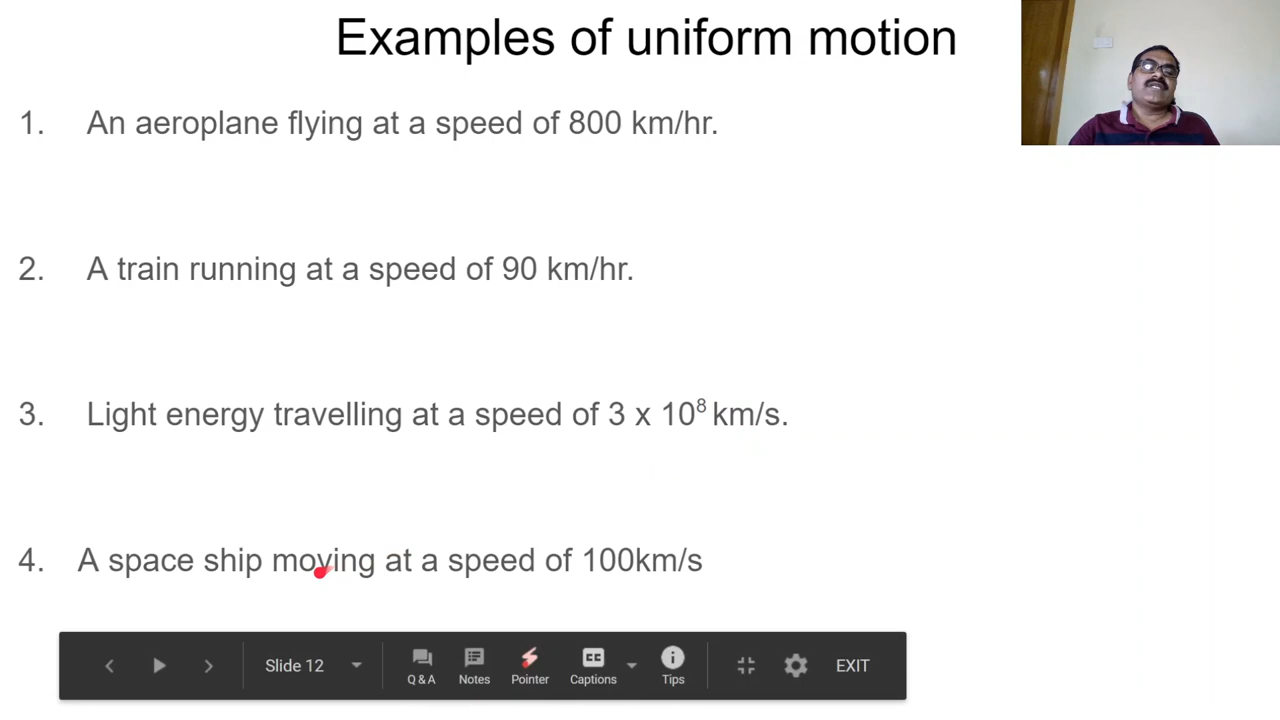 Examples of uniform motion
1. An aeroplane flying at a speed of 800 km/hr.
2. A train running at a speed of 90 km/hr.
3. Light energy travelling at a speed of 3 x 10⁸ km/s.
4. A space ship moving at a speed of 100km/s
Slide 12
Q & A Notes Pointer CC Captions Tips EXIT